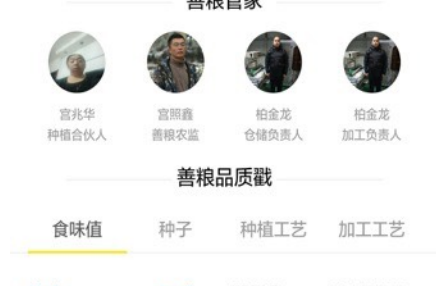 善粮管家
宫兆华 宫照鑫 柏金龙 柏金龙
种植合伙人 善粮农监 仓储负责人 加工负责人
善粮品质戳
食味值 种子 种植工艺 加工工艺